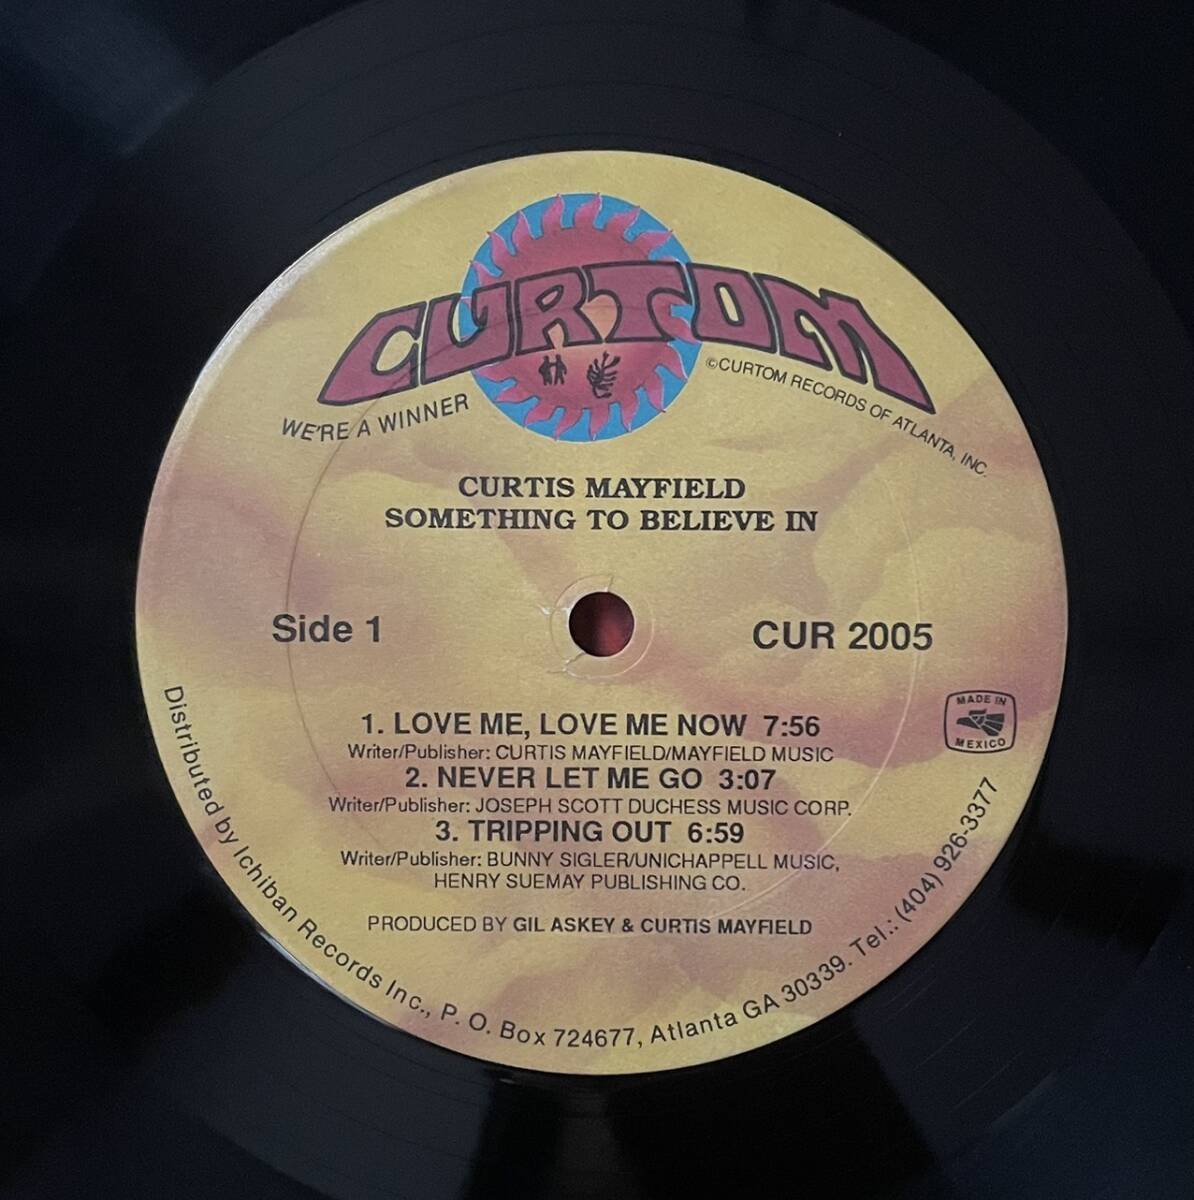 CURTOM
WE'RE A WINNER
©CURTOM RECORDS OF ATLANTA, INC.
CURTIS MAYFIELD
SOMETHING TO BELIEVE IN
Side 1
CUR 2005
MADE IN
MEXICO
1. LOVE ME, LOVE ME NOW 7:56
Writer/Publisher: CURTIS MAYFIELD/MAYFIELD MUSIC
2. NEVER LET ME GO 3:07
Writer/Publisher: JOSEPH SCOTT DUCHESS MUSIC CORP.
3. TRIPPING OUT 6:59
Writer/Publisher: BUNNY SIGLER/UNICHAPPELL MUSIC,
HENRY SUEMAY PUBLISHING CO.
PRODUCED BY GIL ASKEY & CURTIS MAYFIELD
Distributed by Ichiban Records Inc., P. O. Box 724677, Atlanta GA 30339. Tel.: (404) 926-3377